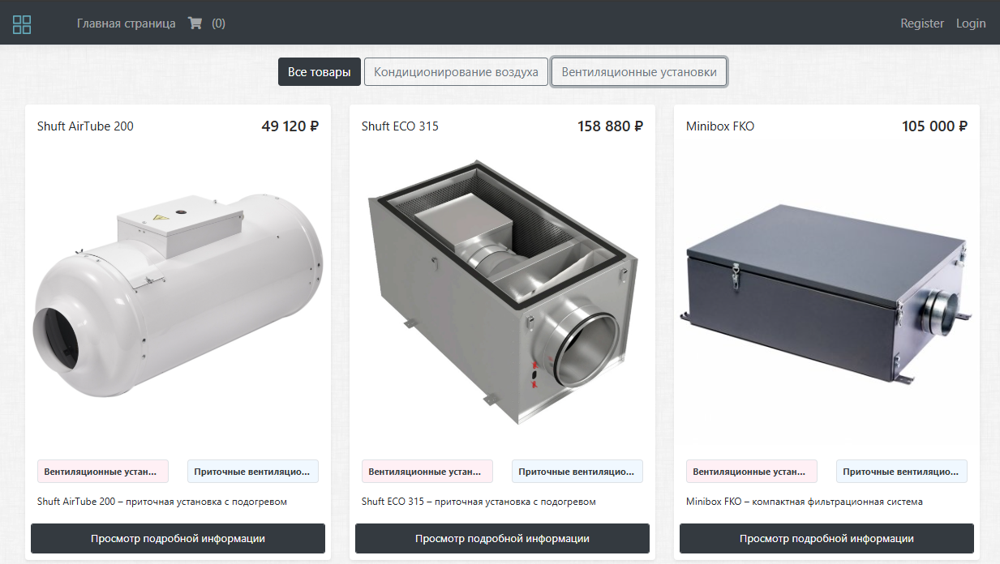 Главная страница (0) Register Login
Все товары Кондиционирование воздуха Вентиляционные установки
Shuft AirTube 200 49 120 ₽
Shuft ECO 315 158 880 ₽
Minibox FKO 105 000 ₽
Вентиляционные устан... Приточные вентиляцио...
Вентиляционные устан... Приточные вентиляцио...
Вентиляционные устан... Приточные вентиляцио...
Shuft AirTube 200 – приточная установка с подогревом
Shuft ECO 315 – приточная установка с подогревом
Minibox FKO – компактная фильтрационная система
Просмотр подробной информации
Просмотр подробной информации
Просмотр подробной информации